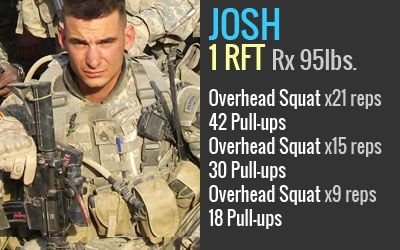 JOSH
1 RFT Rx 95lbs.
Overhead Squat x21 reps
42 Pull-ups
Overhead Squat x15 reps
30 Pull-ups
Overhead Squat x9 reps
18 Pull-ups